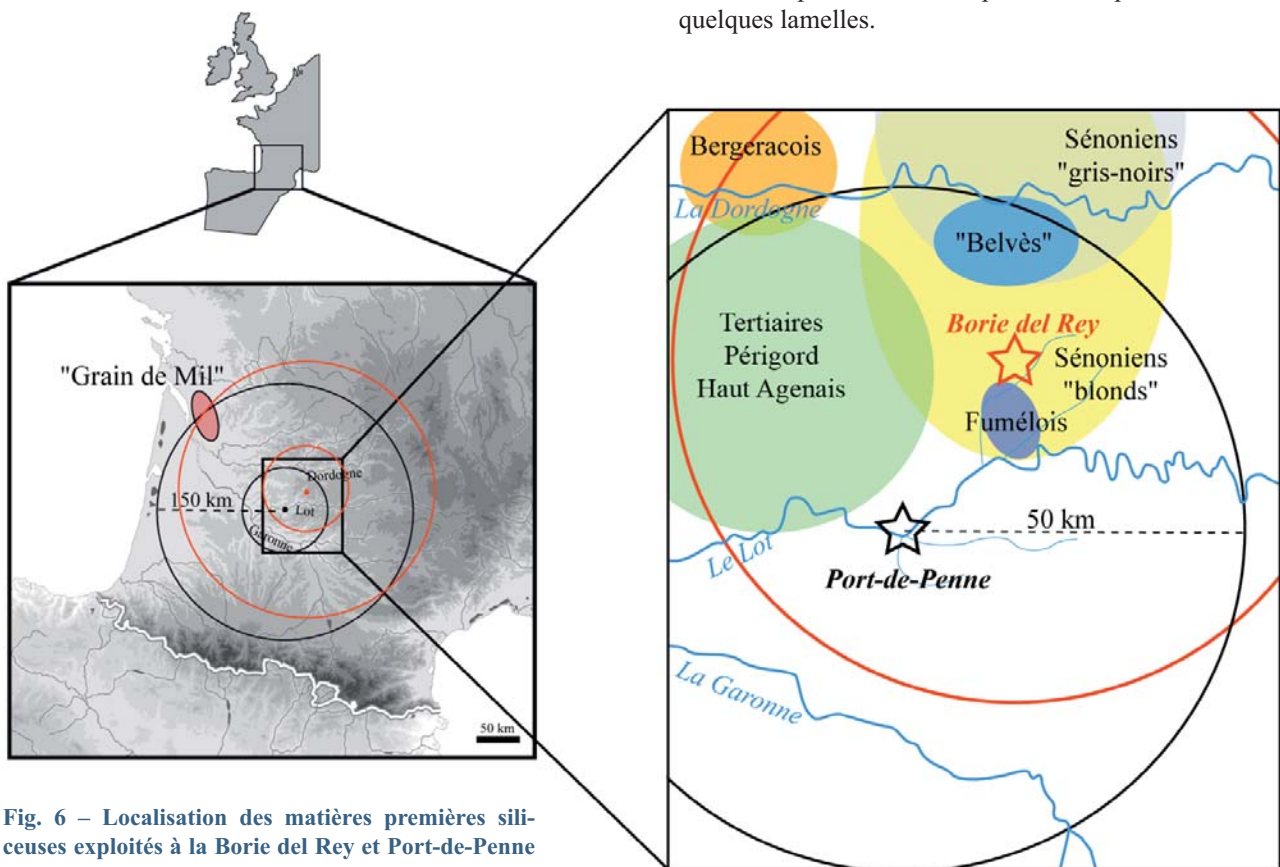 quelques lamelles.
"Grain de Mil"
150 km
Dordogne
Lot
Garonne
50 km
Bergeracois
La Dordogne
Sénoniens
"gris-noirs"
"Belvès"
Tertiaires
Périgord
Haut Agenais
Borie del Rey
Sénoniens
"blonds"
Fumélois
50 km
Le Lot
Port-de-Penne
La Garonne
Fig. 6 – Localisation des matières premières sili-
ceuses exploités à la Borie del Rey et Port-de-Penne